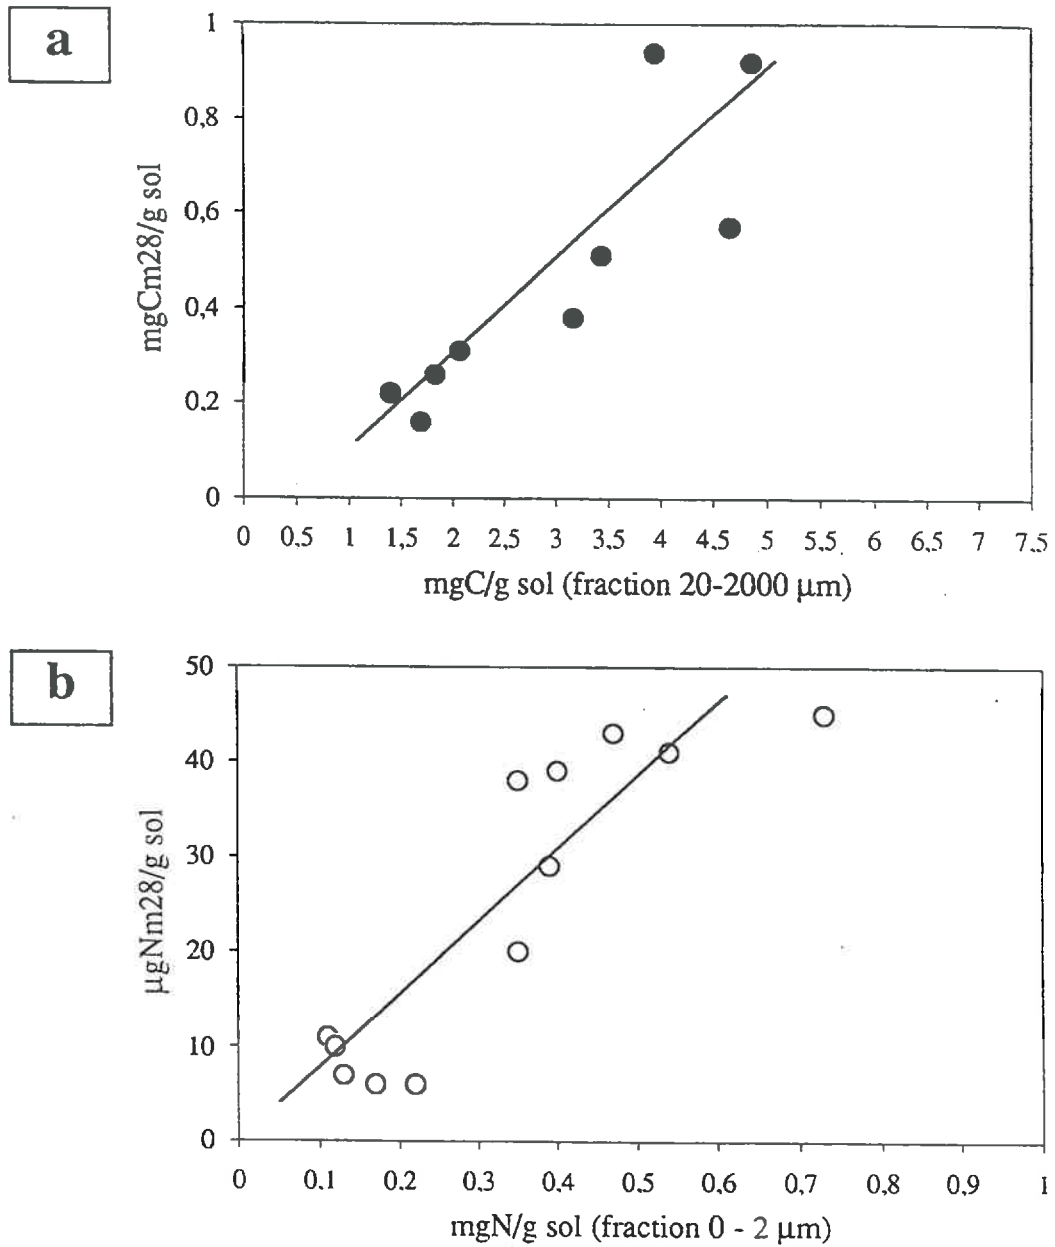 a
mgCm28/g sol
1
0,8
0,6
0,4
0,2
0
0 0,5 1 1,5 2 2,5 3 3,5 4 4,5 5 5,5 6 6,5 7 7,5
mgC/g sol (fraction 20-2000 µm)
b
µgNm28/g sol
50
40
30
20
10
0
0 0,1 0,2 0,3 0,4 0,5 0,6 0,7 0,8 0,9 1
mgN/g sol (fraction 0 - 2 µm)